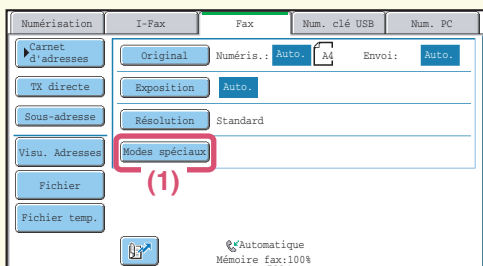 Numérisation I-Fax Fax Num. clé USB Num. PC
Carnet
d'adresses
Original Numéris.: Auto. A4 Envoi: Auto.
TX directe Exposition Auto.
Sous-adresse Résolution Standard
Visu. Adresses Modes spéciaux
(1)
Fichier
Fichier temp.
Automatique
Mémoire fax:100%